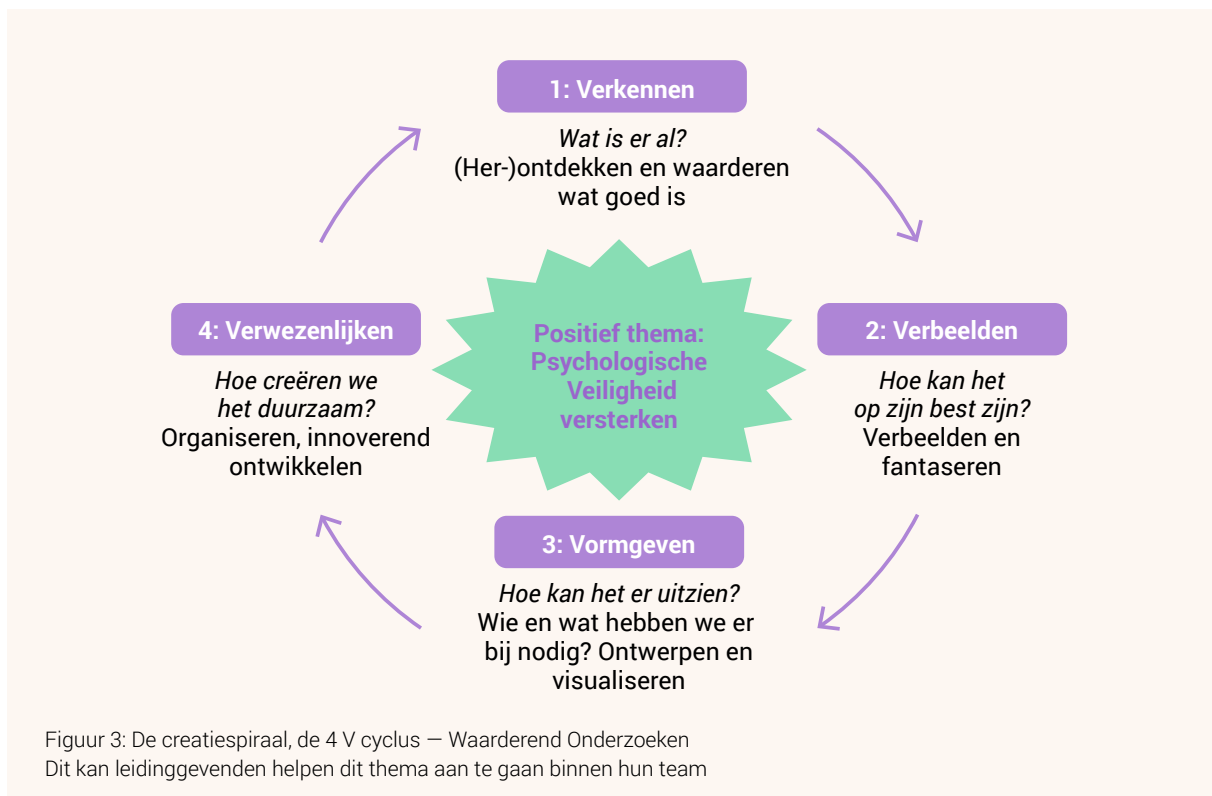 1: Verkennen
Wat is er al?
(Her-)ontdekken en waarderen
wat goed is
2: Verbeelden
Hoe kan het
op zijn best zijn?
Verbeelden en
fantaseren
3: Vormgeven
Hoe kan het er uitzien?
Wie en wat hebben we er
bij nodig? Ontwerpen en
visualiseren
4: Verwezenlijken
Hoe creëren we
het duurzaam?
Organiseren, innoverend
ontwikkelen
Positief thema:
Psychologische
Veiligheid
versterken
Figuur 3: De creatiespiraal, de 4 V cyclus — Waarderend Onderzoeken
Dit kan leidinggevenden helpen dit thema aan te gaan binnen hun team